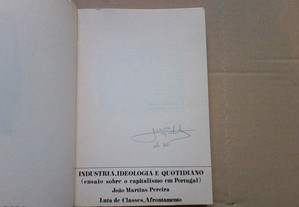 INDUSTRIA, IDEOLOGIA E QUOTIDIANO
(ensaio sobre o capitalismo em Portugal)
João Martins Pereira
Luta de Classes, Afrontamento